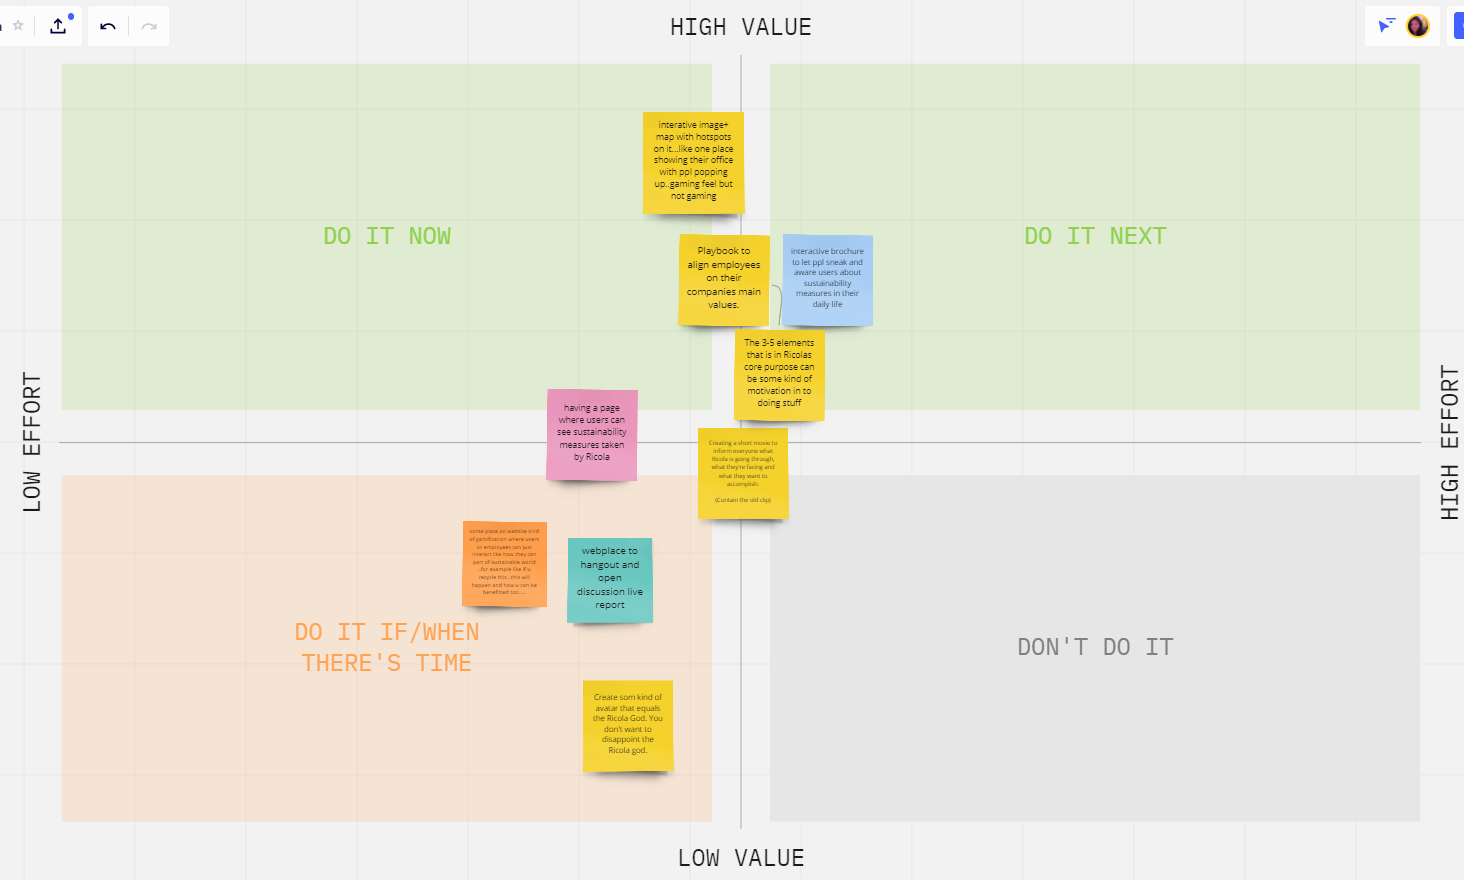 a
HIGH VALUE
interative image+
map with hotspots
on it...like one place
showing their office
with ppl popping
up..gaming feel but
not gaming
DO IT NOW
DO IT NEXT
Playbook to
align employees
on their
companies main
values.
interactive brochure
to let ppl sneak and
aware users about
sustainability
measures in their
daily life
The 3-5 elements
that is in Ricolas
core purpose can
be some kind of
motivation in to
doing stuff
LOW EFFORT
HIGH EFFORT
having a page
where users can
see sustainability
measures taken
by Ricola
Creating a short movie to
inform everyone what
Ricola is going through,
what they're facing and
what they want to
accomplish.
(Contain the old clip)
some place on website kind
of gamification where users
or employees can just
interact like how they can
part of sustainable world
..for example like if u
recycle this ..this will
happen and how u can be
benefitted too.....
webplace to
hangout and
open
discussion live
report
DO IT IF/WHEN
THERE'S TIME
DON'T DO IT
Create som kind of
avatar that equals
the Ricola God. You
don't want to
disappoint the
Ricola god.
LOW VALUE